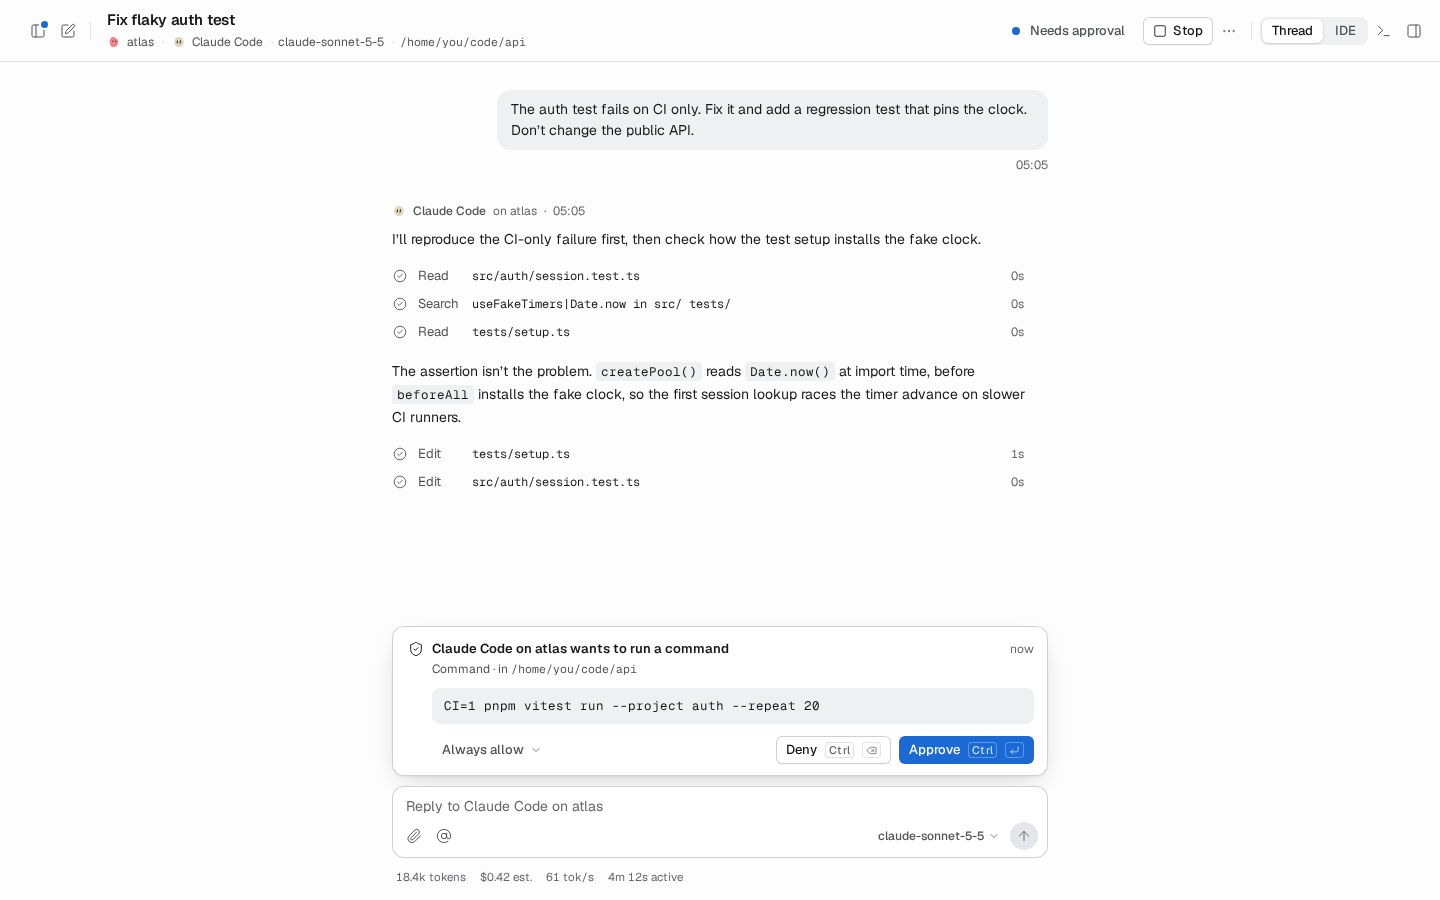 Fix flaky auth test
atlas · Claude Code · claude-sonnet-5-5 · /home/you/code/api
Needs approval
Stop
Thread
IDE
The auth test fails on CI only. Fix it and add a regression test that pins the clock.
Don't change the public API.
05:05
Claude Code on atlas · 05:05
I'll reproduce the CI-only failure first, then check how the test setup installs the fake clock.
Read src/auth/session.test.ts 0s
Search useFakeTimers|Date.now in src/ tests/ 0s
Read tests/setup.ts 0s
The assertion isn't the problem. createPool() reads Date.now() at import time, before
beforeAll installs the fake clock, so the first session lookup races the timer advance on slower
CI runners.
Edit tests/setup.ts 1s
Edit src/auth/session.test.ts 0s
Claude Code on atlas wants to run a command now
Command · in /home/you/code/api
CI=1 pnpm vitest run --project auth --repeat 20
Always allow
Deny Ctrl
Approve Ctrl
Reply to Claude Code on atlas
claude-sonnet-5-5
18.4k tokens $0.42 est. 61 tok/s 4m 12s active